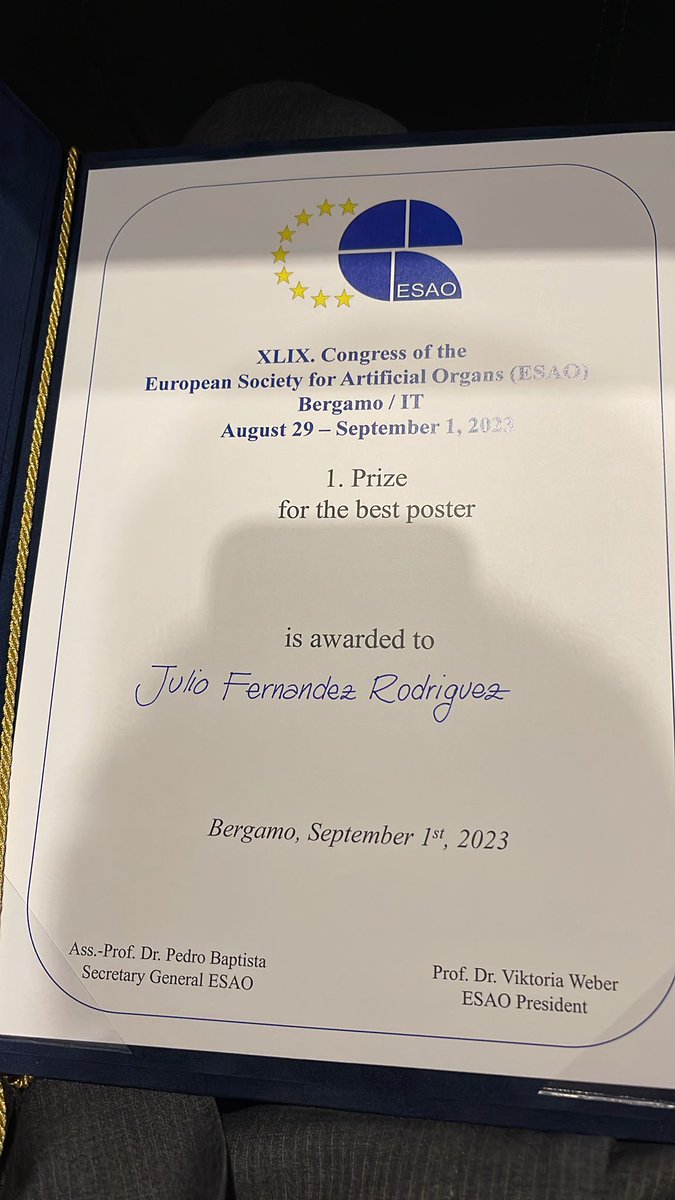 ESAO
XLIX. Congress of the
European Society for Artificial Organs (ESAO)
Bergamo / IT
August 29 – September 1, 2023
1. Prize
for the best poster
is awarded to
Julio Fernandez Rodriguez
Bergamo, September 1st, 2023
Ass.-Prof. Dr. Pedro Baptista
Secretary General ESAO
Prof. Dr. Viktoria Weber
ESAO President